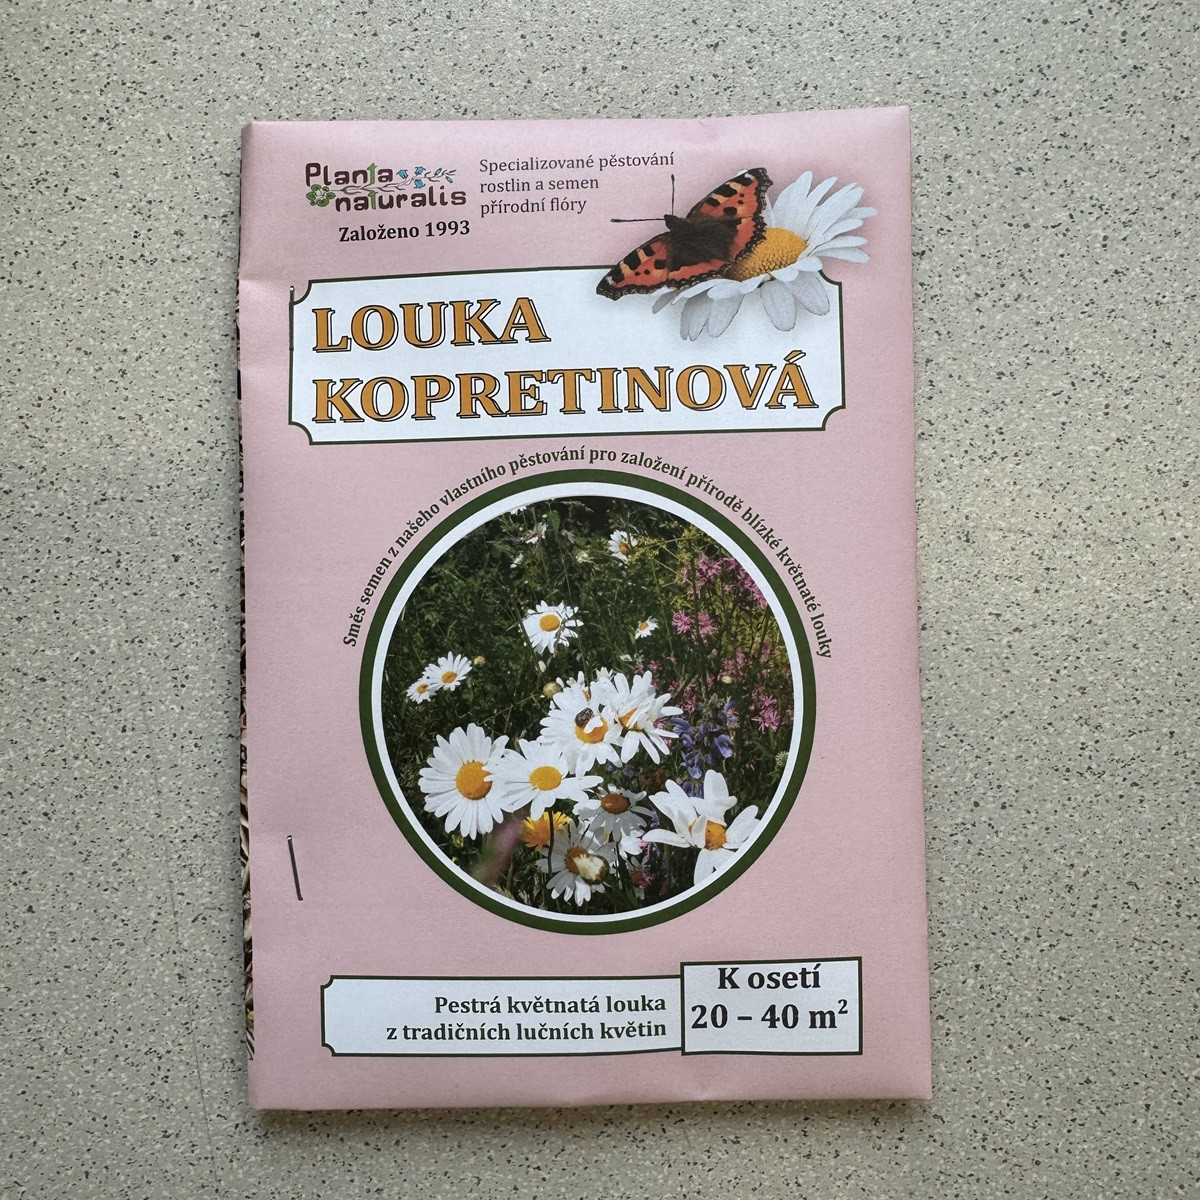 Planta
naturalis
Založeno 1993
Specializované pěstování
rostlin a semen
přírodní flóry
LOUKA
KOPRETINOVÁ
Směs semen z našeho vlastního pěstování pro založení přírodě blízké květnaté louky
Pestrá květnatá louka
z tradičních lučních květin
K osetí
20 – 40 m²